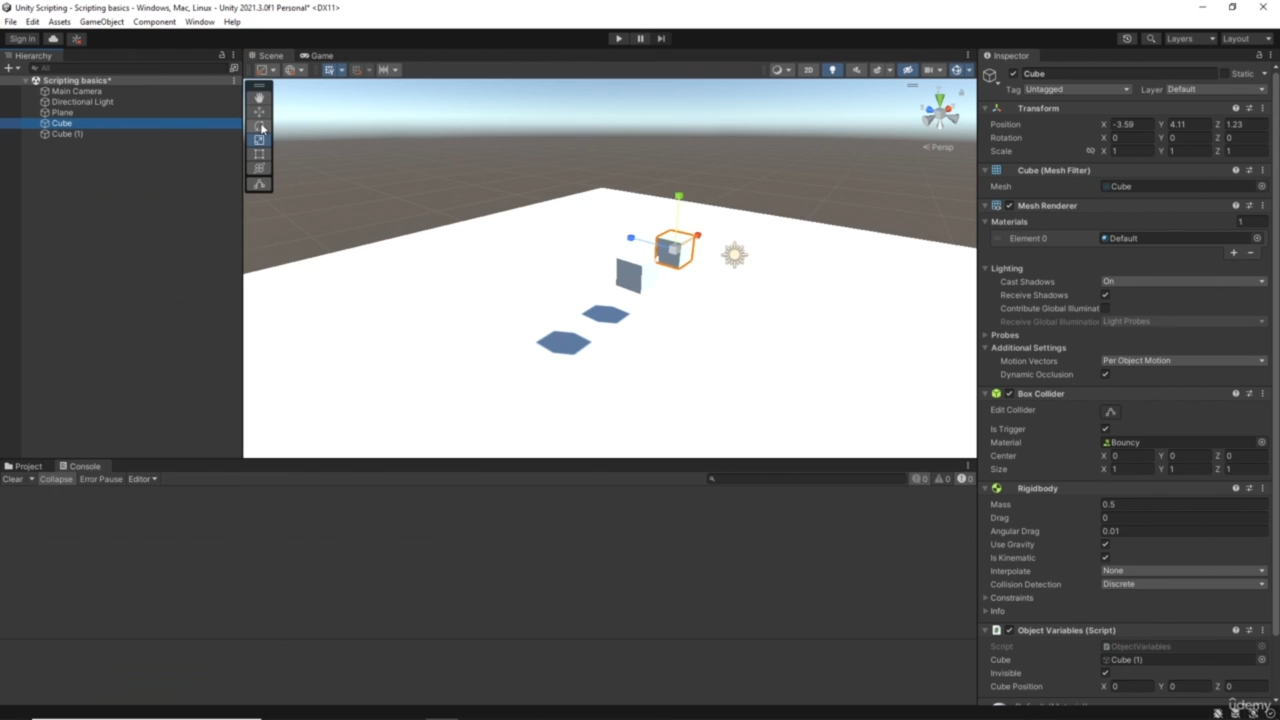 Unity Scripting - Scripting basics - Windows, Mac, Linux - Unity 2021.3.0f1 Personal* <DX11>
File Edit Assets GameObject Component Window Help
Sign in
Layers Layout
Hierarchy
Scene Game
Inspector
All
2D
Scripting basics*
Main Camera
Directional Light
Plane
Cube
Cube (1)
Persp
Cube Static
Tag Untagged Layer Default
Transform
Position X -3.59 Y 4.11 Z 1.23
Rotation X 0 Y 0 Z 0
Scale X 1 Y 1 Z 1
Cube (Mesh Filter)
Mesh Cube
Mesh Renderer
Materials 1
Element 0 Default
Lighting
Cast Shadows On
Receive Shadows
Contribute Global Illuminat
Receive Global Illumination Light Probes
Probes
Additional Settings
Motion Vectors Per Object Motion
Dynamic Occlusion
Box Collider
Edit Collider
Is Trigger
Material Bouncy
Center X 0 Y 0 Z 0
Size X 1 Y 1 Z 1
Rigidbody
Mass 0.5
Drag 0
Angular Drag 0.01
Use Gravity
Is Kinematic
Interpolate None
Collision Detection Discrete
Constraints
Info
Object Variables (Script)
Script ObjectVariables
Cube Cube (1)
Invisible
Cube Position X 0 Y 0 Z 0
Project Console
Clear Collapse Error Pause Editor
0 0 0
udemy